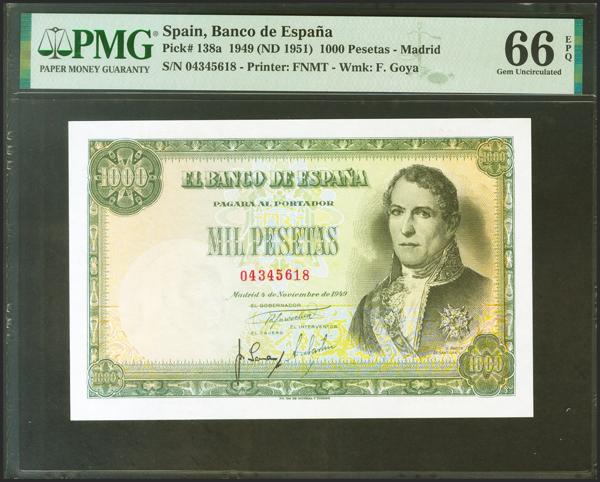 PMG
PAPER MONEY GUARANTY
Spain, Banco de España
Pick# 138a 1949 (ND 1951) 1000 Pesetas - Madrid
S/N 04345618 - Printer: FNMT - Wmk: F. Goya
66 EPQ
Gem Uncirculated
1000
1000
EL BANCO DE ESPAÑA
PAGARA AL PORTADOR
MIL PESETAS
04345618
Madrid 4 de Noviembre de 1949
EL GOBERNADOR
EL CAJERO
EL INTERVENTOR
1000
1000